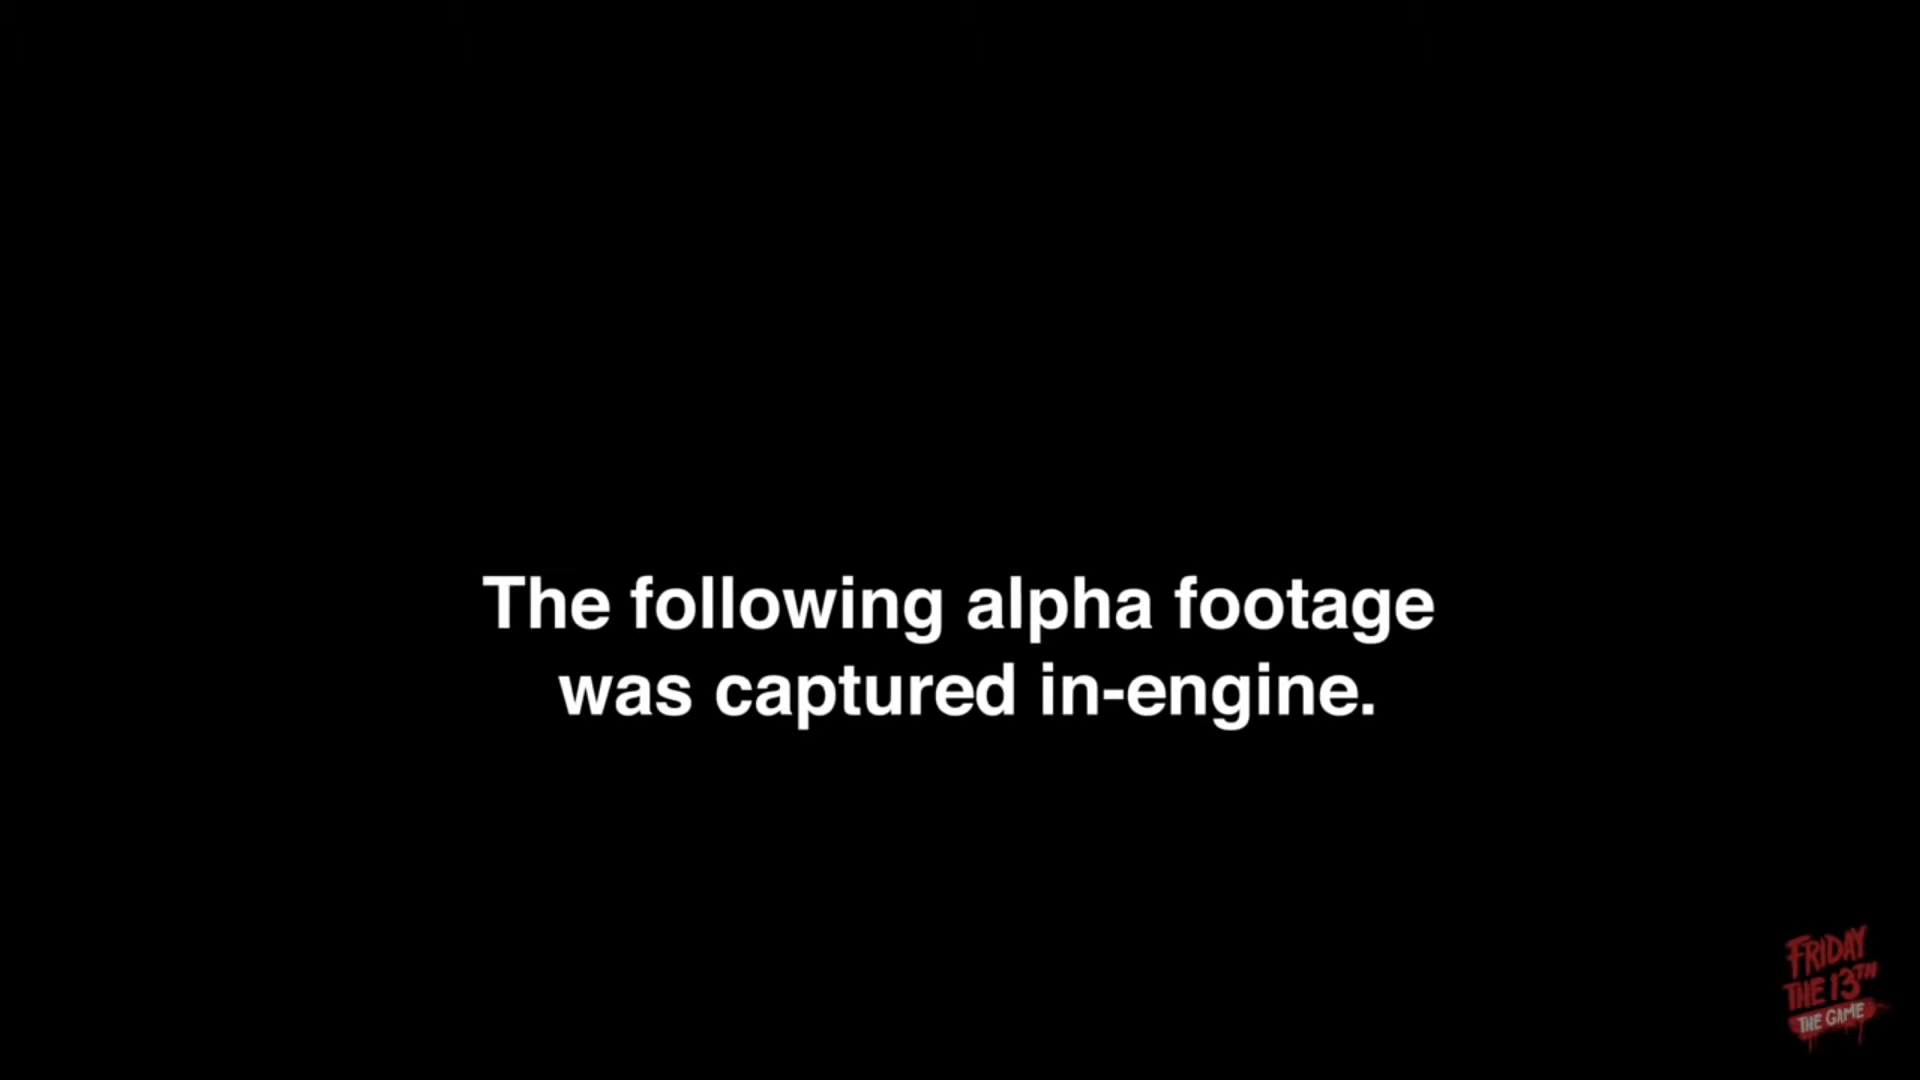 The following alpha footage
was captured in-engine.
FRIDAY
THE 13TH
THE GAME